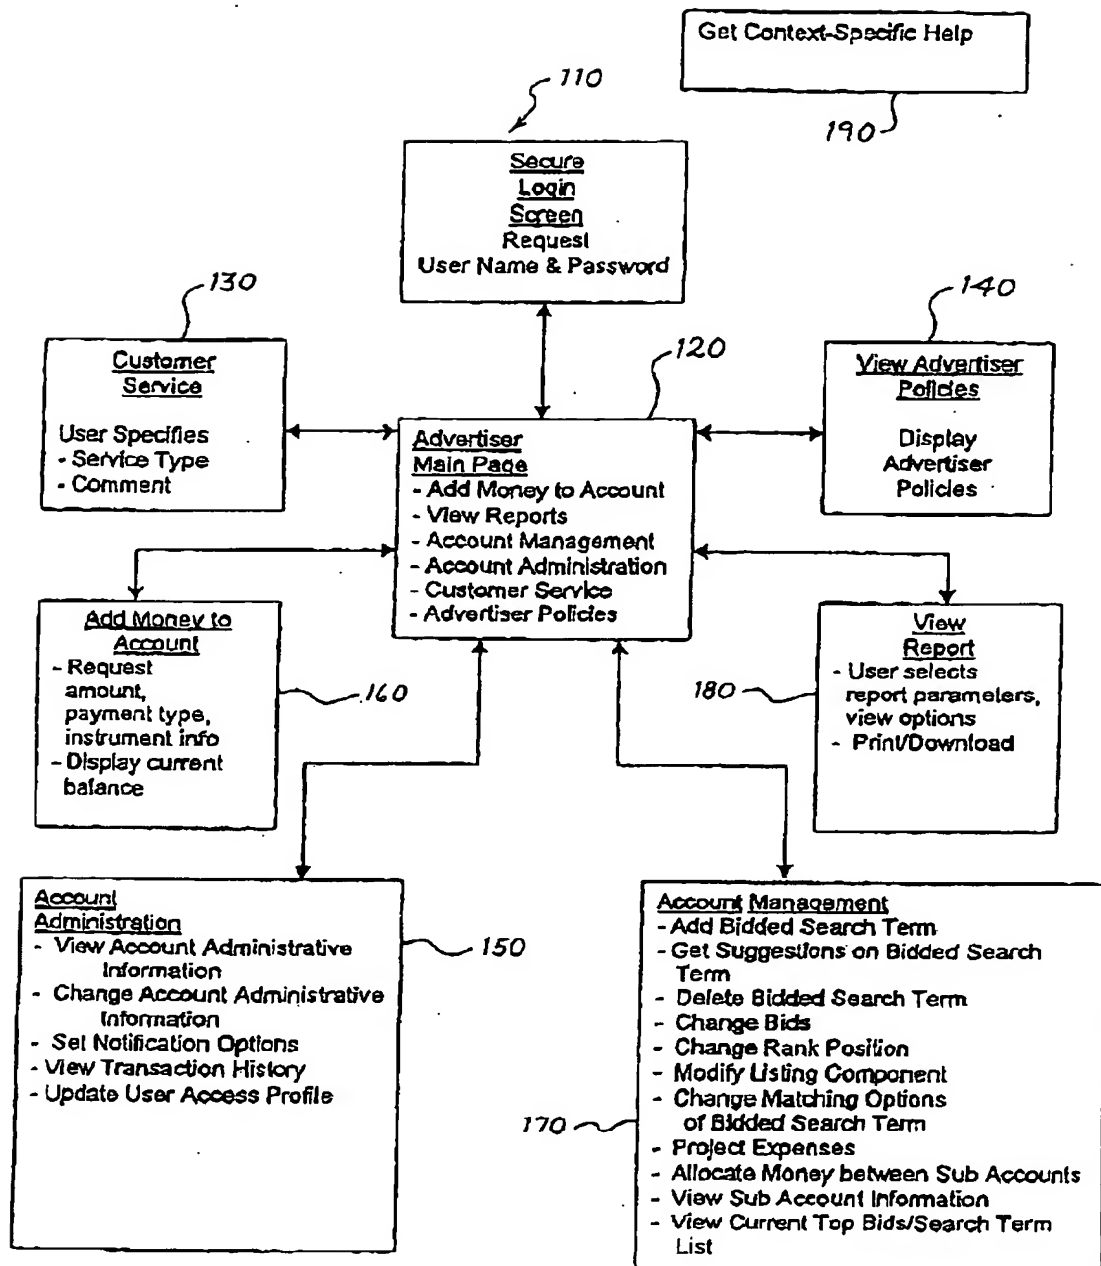 Get Context-Specific Help
190
110
Secure
Login
Screen
Request
User Name & Password
130
Customer
Service
User Specifies
- Service Type
- Comment
120
Advertiser
Main Page
- Add Money to Account
- View Reports
- Account Management
- Account Administration
- Customer Service
- Advertiser Policies
140
View Advertiser
Policies
Display
Advertiser
Policies
Add Money to
Account
- Request
amount,
payment type,
instrument info
- Display current
balance
160
View
Report
- User selects
report parameters,
view options
- Print/Download
180
Account
Administration
- View Account Administrative
Information
- Change Account Administrative
Information
- Set Notification Options
- View Transaction History
- Update User Access Profile
150
Account Management
- Add Bidded Search Term
- Get Suggestions on Bidded Search
Term
- Delete Bidded Search Term
- Change Bids
- Change Rank Position
- Modify Listing Component
- Change Matching Options
of Bidded Search Term
- Project Expenses
- Allocate Money between Sub Accounts
- View Sub Account Information
- View Current Top Bids/Search Term
List
170